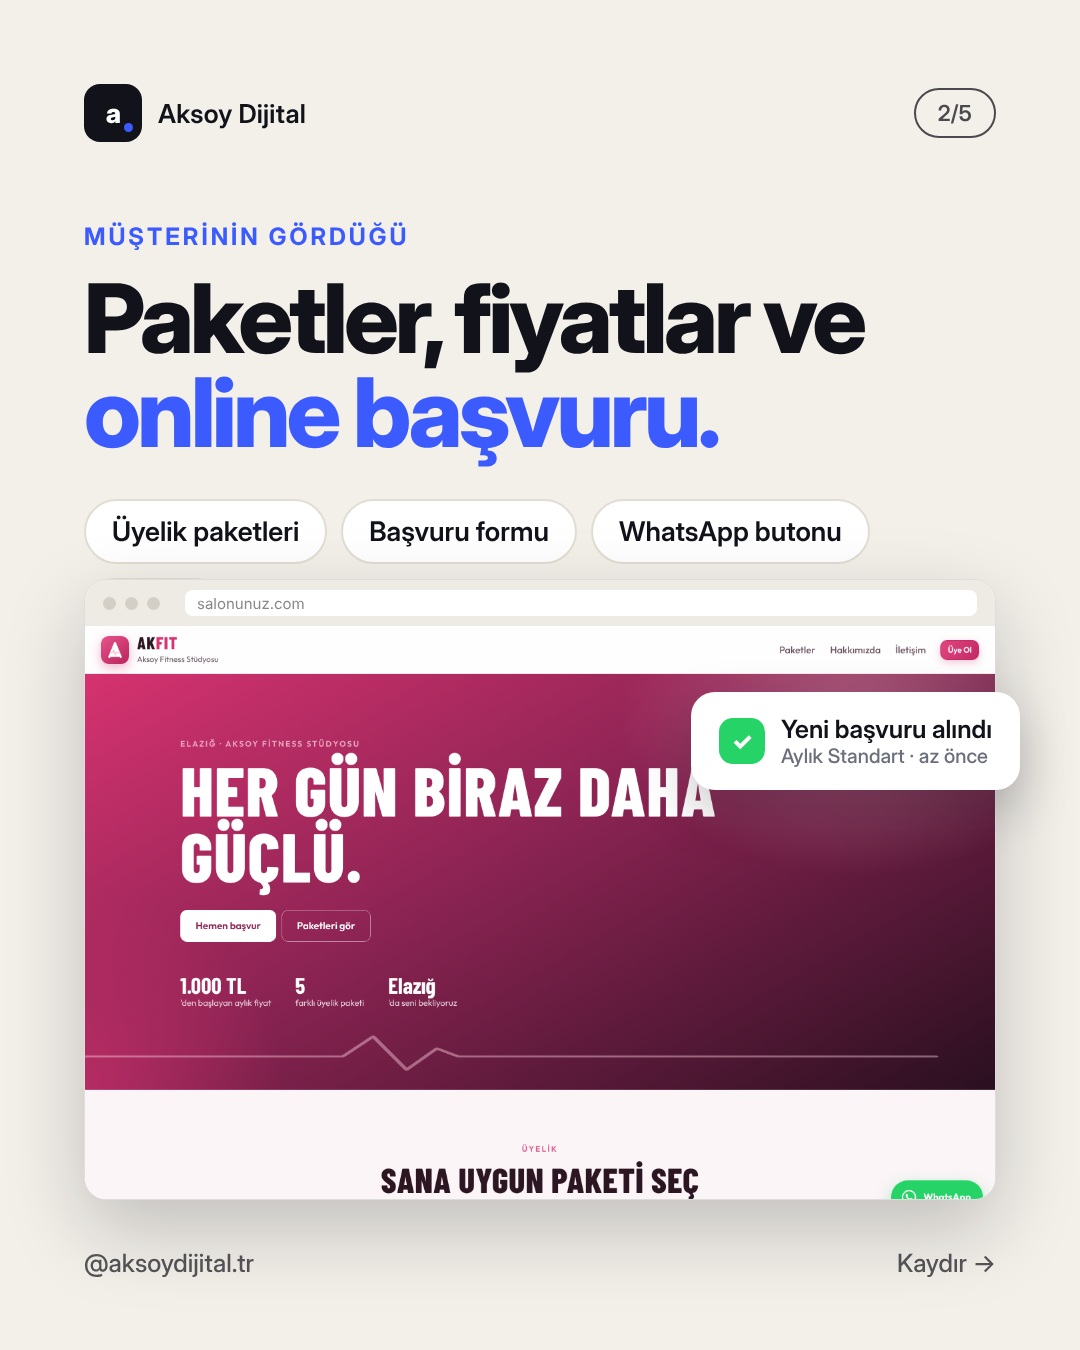 a
Aksoy Dijital
2/5
MÜŞTERİNİN GÖRDÜĞÜ
Paketler, fiyatlar ve
online başvuru.
Üyelik paketleri
Başvuru formu
WhatsApp butonu
salonunuz.com
AKFIT
Aksoy Fitness Stüdyosu
Paketler
Hakkımızda
İletişim
Üye Ol
Yeni başvuru alındı
Aylık Standart · az önce
ELAZIĞ · AKSOY FİTNESS STÜDYOSU
HER GÜN BİRAZ DAHA
GÜÇLÜ.
Hemen başvur
Paketleri gör
1.000 TL
'den başlayan aylık fiyat
5
farklı üyelik paketi
Elazığ
'da seni bekliyoruz
ÜYELİK
SANA UYGUN PAKETİ SEÇ
WhatsApp
@aksoydijital.tr
Kaydır →